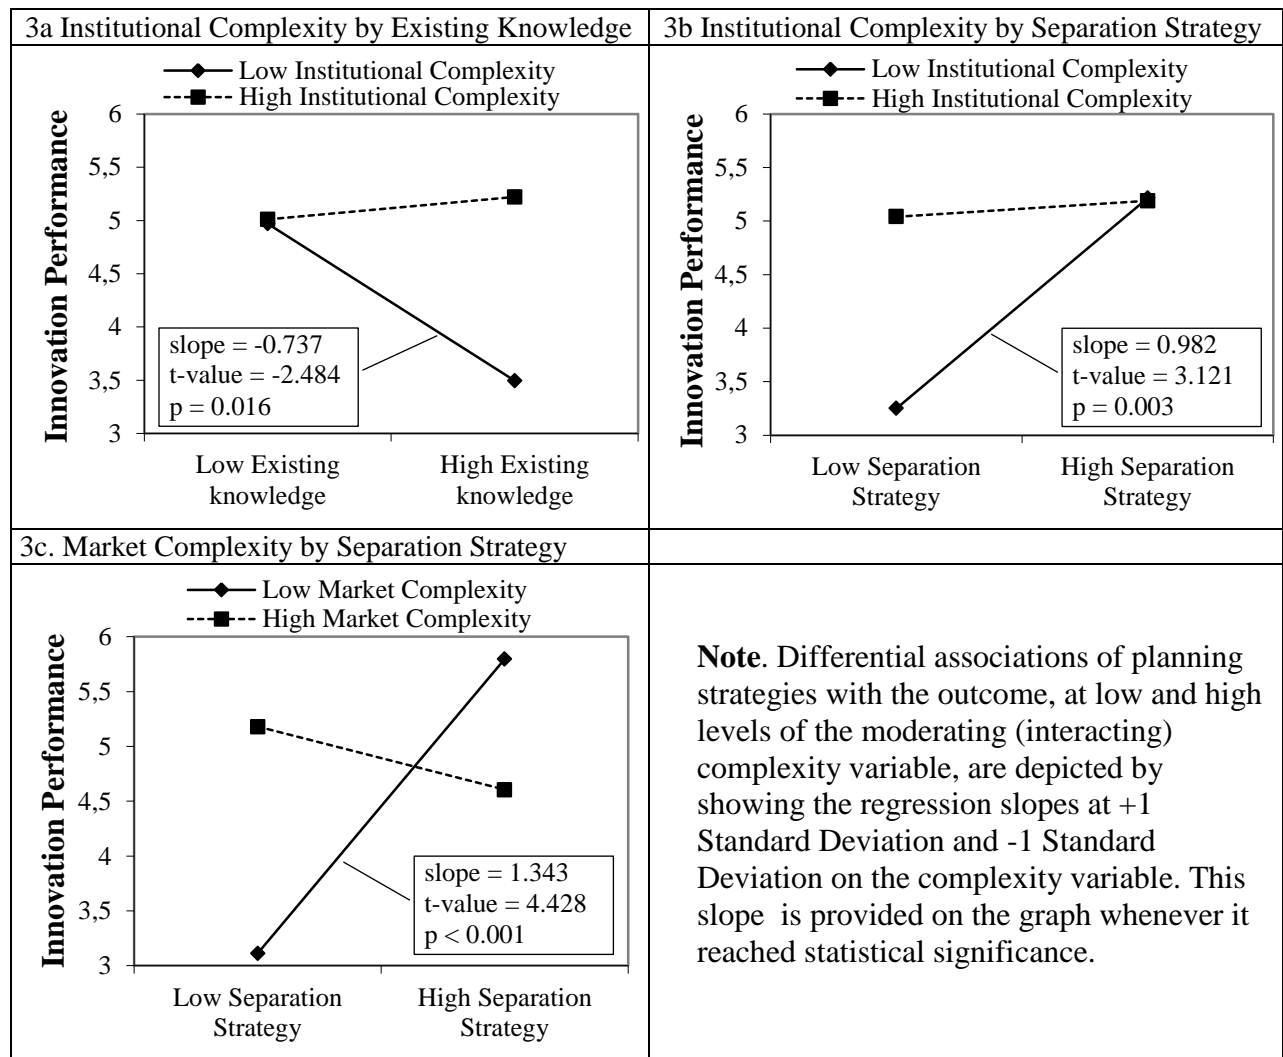 3a Institutional Complexity by Existing Knowledge
Low Institutional Complexity
High Institutional Complexity
Innovation Performance
6
5,5
5
4,5
4
3,5
3
slope = -0.737
t-value = -2.484
p = 0.016
Low Existing
knowledge
High Existing
knowledge
3b Institutional Complexity by Separation Strategy
Low Institutional Complexity
High Institutional Complexity
Innovation Performance
6
5,5
5
4,5
4
3,5
3
slope = 0.982
t-value = 3.121
p = 0.003
Low Separation
Strategy
High Separation
Strategy
3c. Market Complexity by Separation Strategy
Low Market Complexity
High Market Complexity
Innovation Performance
6
5,5
5
4,5
4
3,5
3
slope = 1.343
t-value = 4.428
p < 0.001
Low Separation
Strategy
High Separation
Strategy
Note. Differential associations of planning
strategies with the outcome, at low and high
levels of the moderating (interacting)
complexity variable, are depicted by
showing the regression slopes at +1
Standard Deviation and -1 Standard
Deviation on the complexity variable. This
slope is provided on the graph whenever it
reached statistical significance.